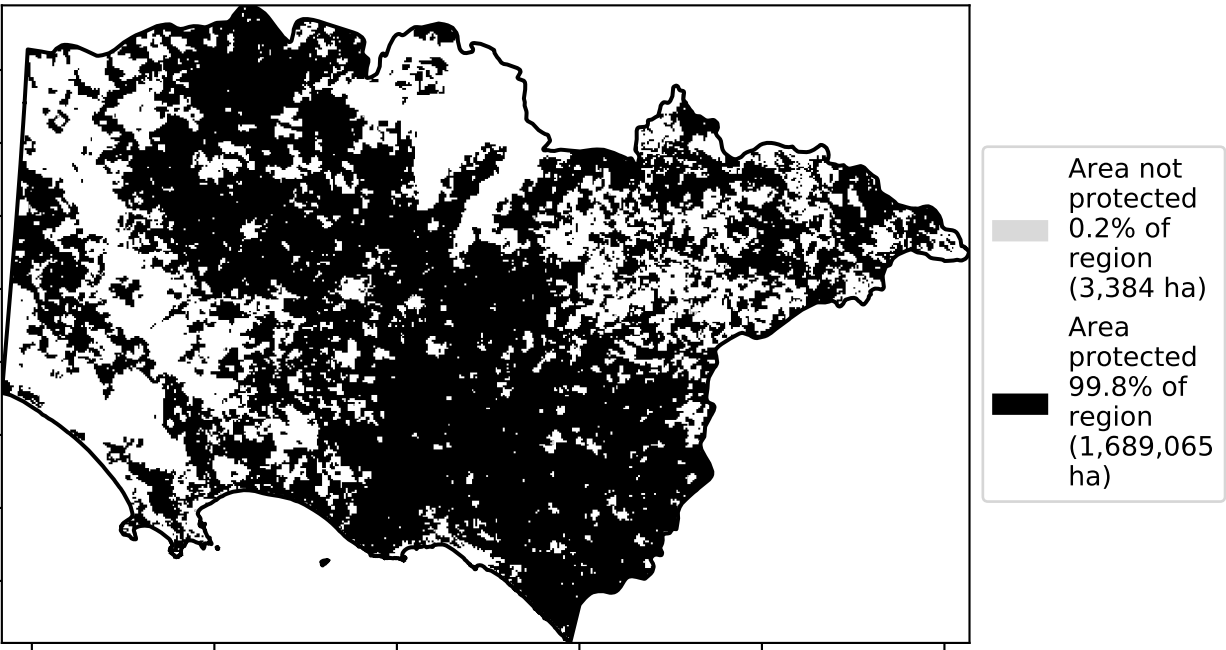 Area not
protected
0.2% of
region
(3,384 ha)
Area
protected
99.8% of
region
(1,689,065
ha)